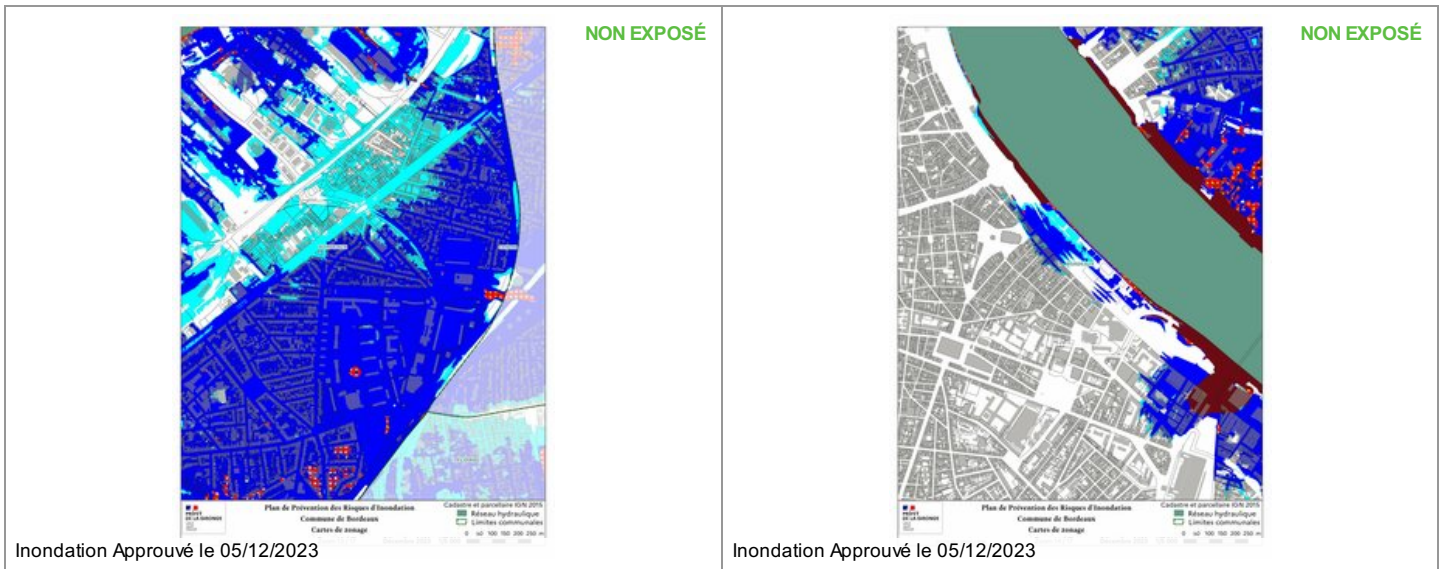 NON EXPOSÉ
Plan de Prévention des Risques d'Inondation
Commune de Bordeaux
Cartes de zonage
Cadastre et parcellaire IGN 2015
Réseau hydraulique
Limites communales
0 50 100 150 200 250 m
Inondation Approuvé le 05/12/2023
NON EXPOSÉ
Plan de Prévention des Risques d'Inondation
Commune de Bordeaux
Cartes de zonage
Cadastre et parcellaire IGN 2015
Réseau hydraulique
Limites communales
0 50 100 150 200 250 m
Inondation Approuvé le 05/12/2023